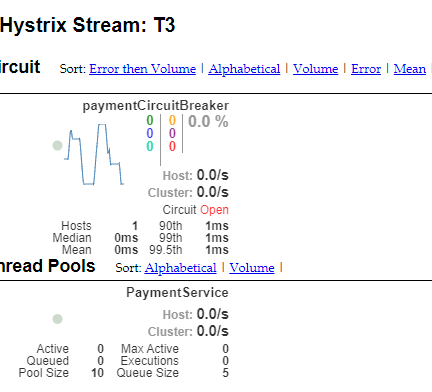 Hystrix Stream: T3
ircuit Sort: Error then Volume | Alphabetical | Volume | Error | Mean |
paymentCircuitBreaker
0 0 0.0 %
0 0
0 0
Host: 0.0/s
Cluster: 0.0/s
Circuit Open
Hosts 1 90th 1ms
Median 0ms 99th 1ms
Mean 0ms 99.5th 1ms
hread Pools Sort: Alphabetical | Volume |
PaymentService
Host: 0.0/s
Cluster: 0.0/s
Active 0 Max Active 0
Queued 0 Executions 0
Pool Size 10 Queue Size 5